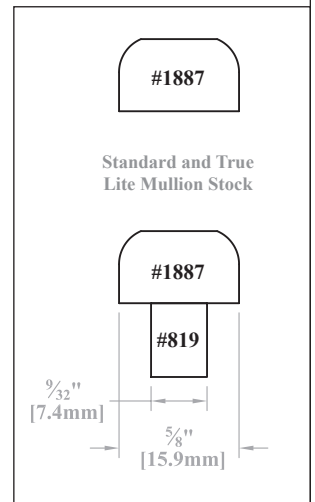 #1887
Standard and True
Lite Mullion Stock
#1887
#819
9/32"
[7.4mm]
5/8"
[15.9mm]